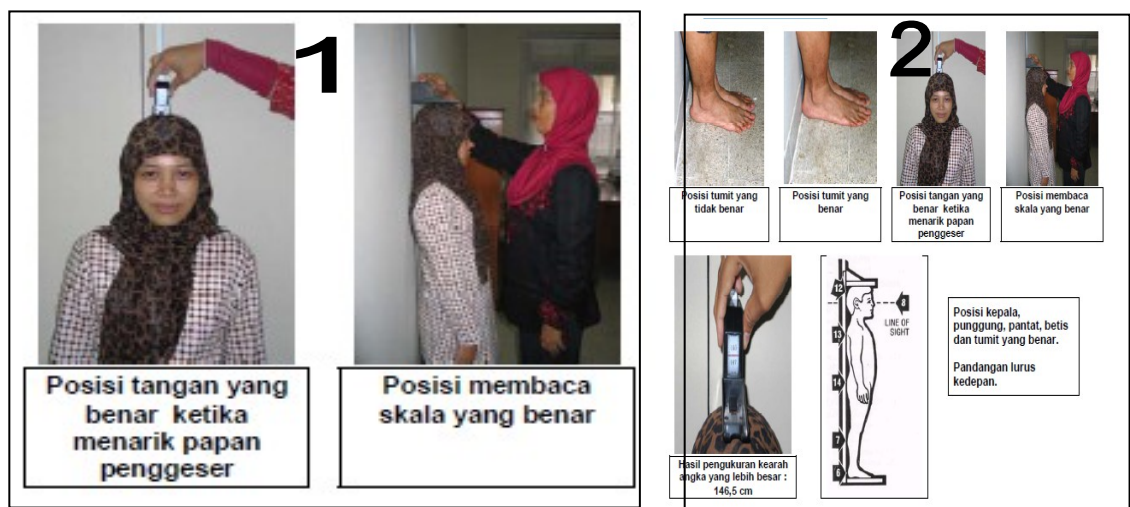 1
Posisi tangan yang
benar ketika
menarik papan
penggeser
Posisi membaca
skala yang benar
2
Posisi tumit yang
tidak benar
Posisi tumit yang
benar
Posisi tangan yang
benar ketika
menarik papan
penggeser
Posisi membaca
skala yang benar
Hasil pengukuran kearah
angka yang lebih besar :
146,5 cm
12
8
LINE OF
SIGHT
13
14
7
6
Posisi kepala,
punggung, pantat, betis
dan tumit yang benar.
Pandangan lurus
kedepan.